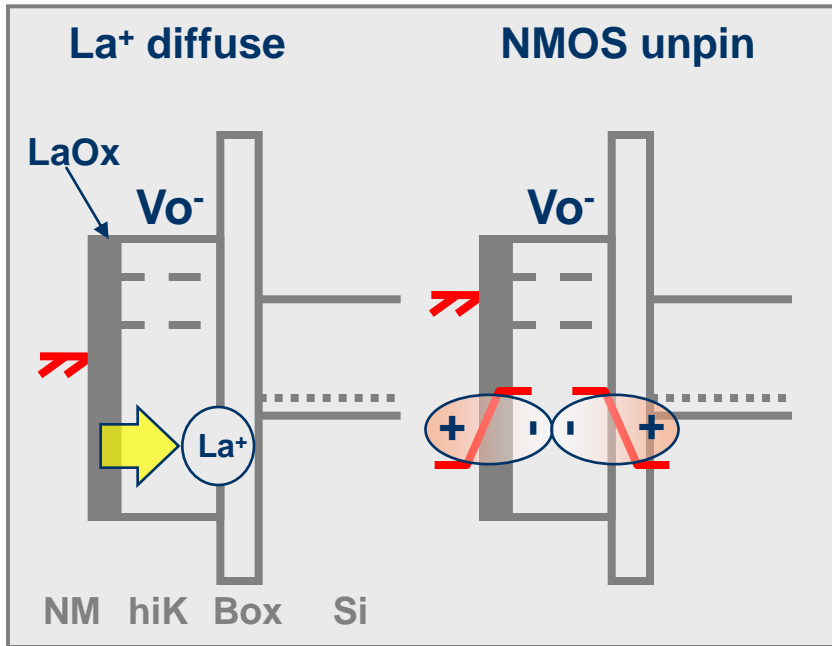 La⁺ diffuse
NMOS unpin
LaOx
Vo⁻
Vo⁻
La⁺
+
-
-
+
NM hiK Box Si